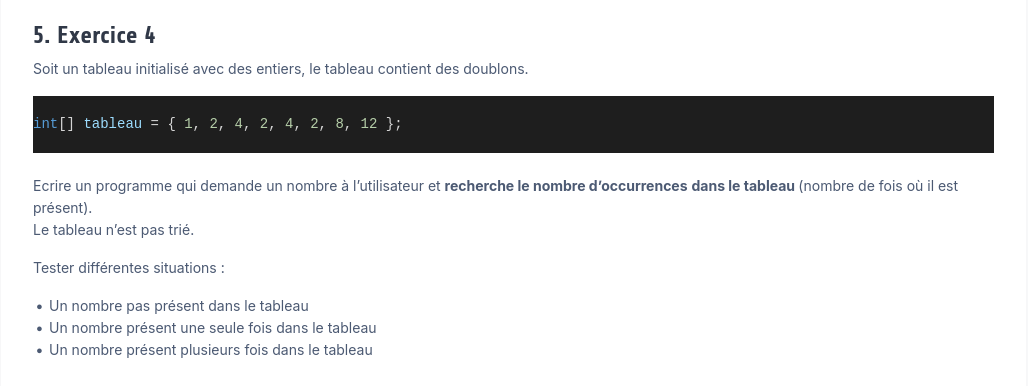 5. Exercice 4
Soit un tableau initialisé avec des entiers, le tableau contient des doublons.
int[] tableau = { 1, 2, 4, 2, 4, 2, 8, 12 };
Ecrire un programme qui demande un nombre à l’utilisateur et recherche le nombre d’occurrences dans le tableau (nombre de fois où il est
présent).
Le tableau n’est pas trié.
Tester différentes situations :
• Un nombre pas présent dans le tableau
• Un nombre présent une seule fois dans le tableau
• Un nombre présent plusieurs fois dans le tableau